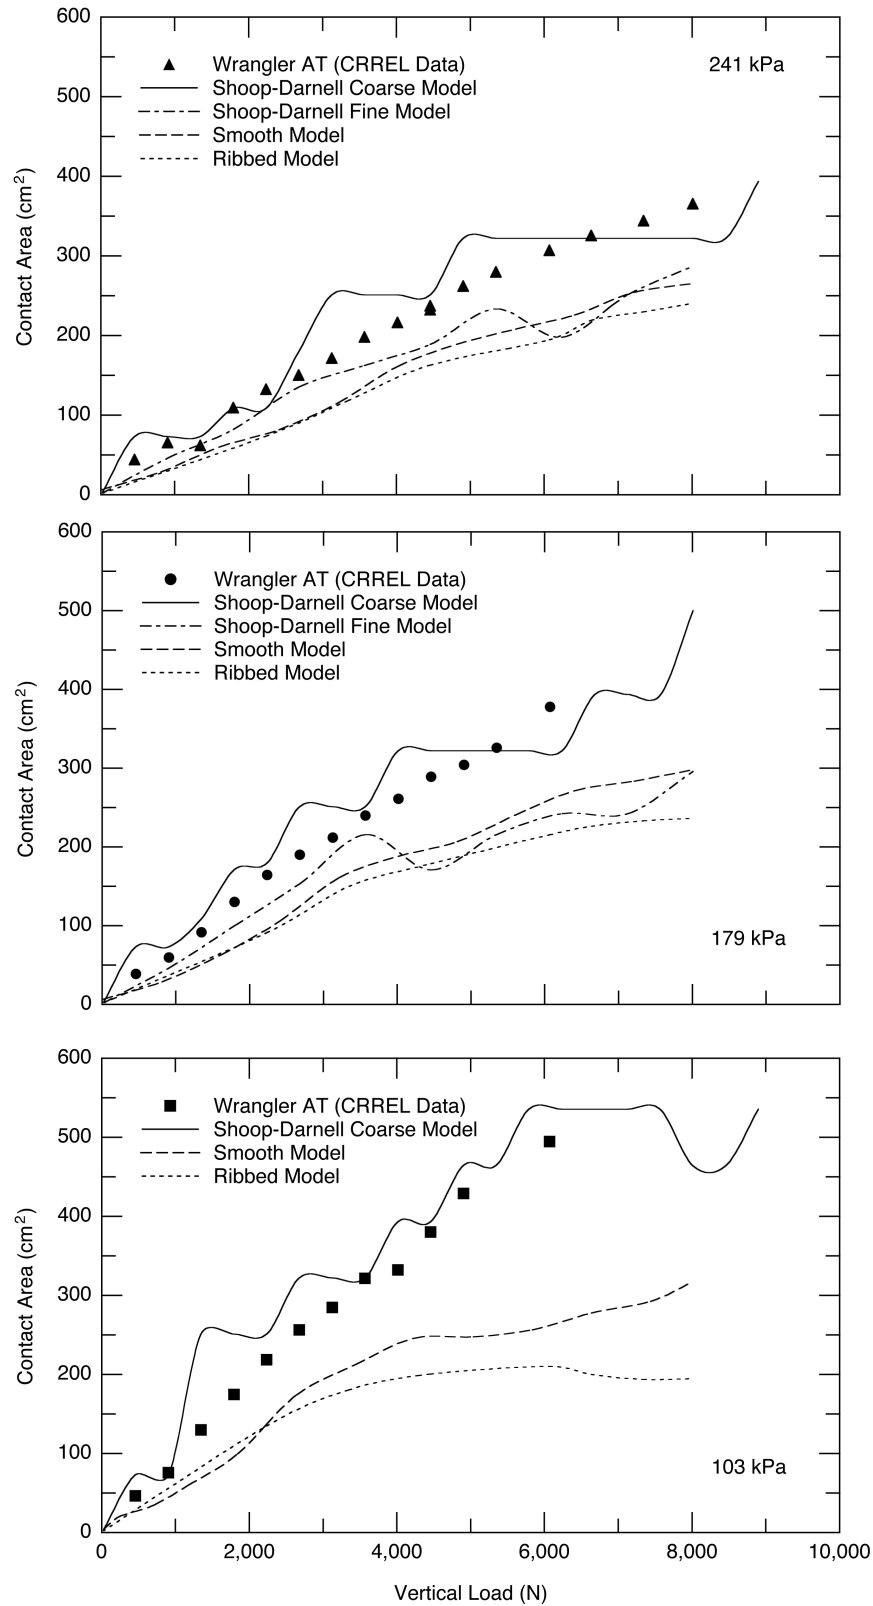 600
500
400
300
200
100
0
Contact Area (cm²)
Wrangler AT (CRREL Data)
Shoop-Darnell Coarse Model
Shoop-Darnell Fine Model
Smooth Model
Ribbed Model
241 kPa
600
500
400
300
200
100
0
Contact Area (cm²)
Wrangler AT (CRREL Data)
Shoop-Darnell Coarse Model
Shoop-Darnell Fine Model
Smooth Model
Ribbed Model
179 kPa
600
500
400
300
200
100
0
Contact Area (cm²)
Wrangler AT (CRREL Data)
Shoop-Darnell Coarse Model
Smooth Model
Ribbed Model
103 kPa
0 2,000 4,000 6,000 8,000 10,000
Vertical Load (N)